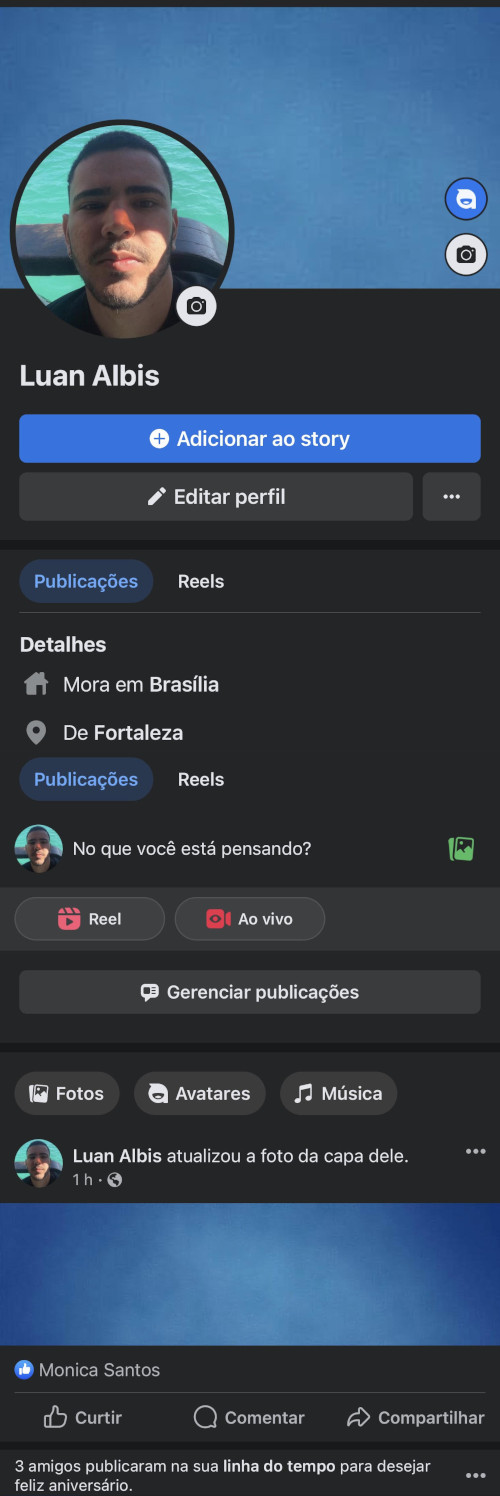 Luan Albis
Adicionar ao story
Editar perfil
Publicações Reels
Detalhes
Mora em Brasília
De Fortaleza
Publicações Reels
No que você está pensando?
Reel Ao vivo
Gerenciar publicações
Fotos Avatares Música
Luan Albis atualizou a foto da capa dele.
1 h ·
Monica Santos
Curtir Comentar Compartilhar
3 amigos publicaram na sua linha do tempo para desejar
feliz aniversário.